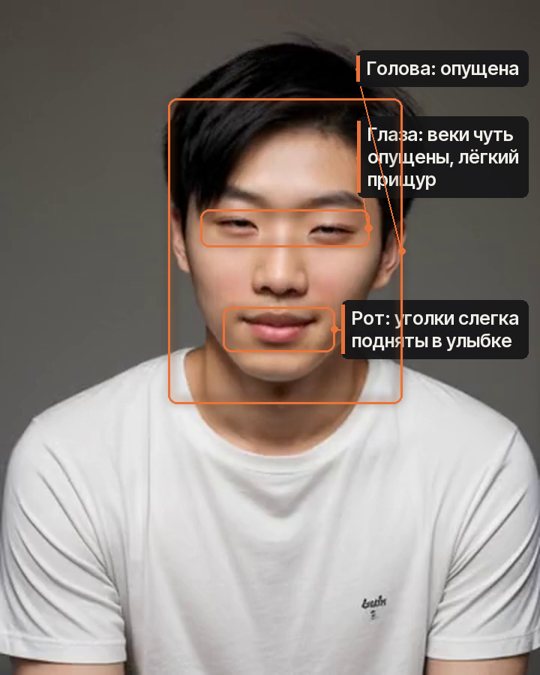 Голова: опущена
Глаза: веки чуть
опущены, лёгкий
прищур
Рот: уголки слегка
подняты в улыбке